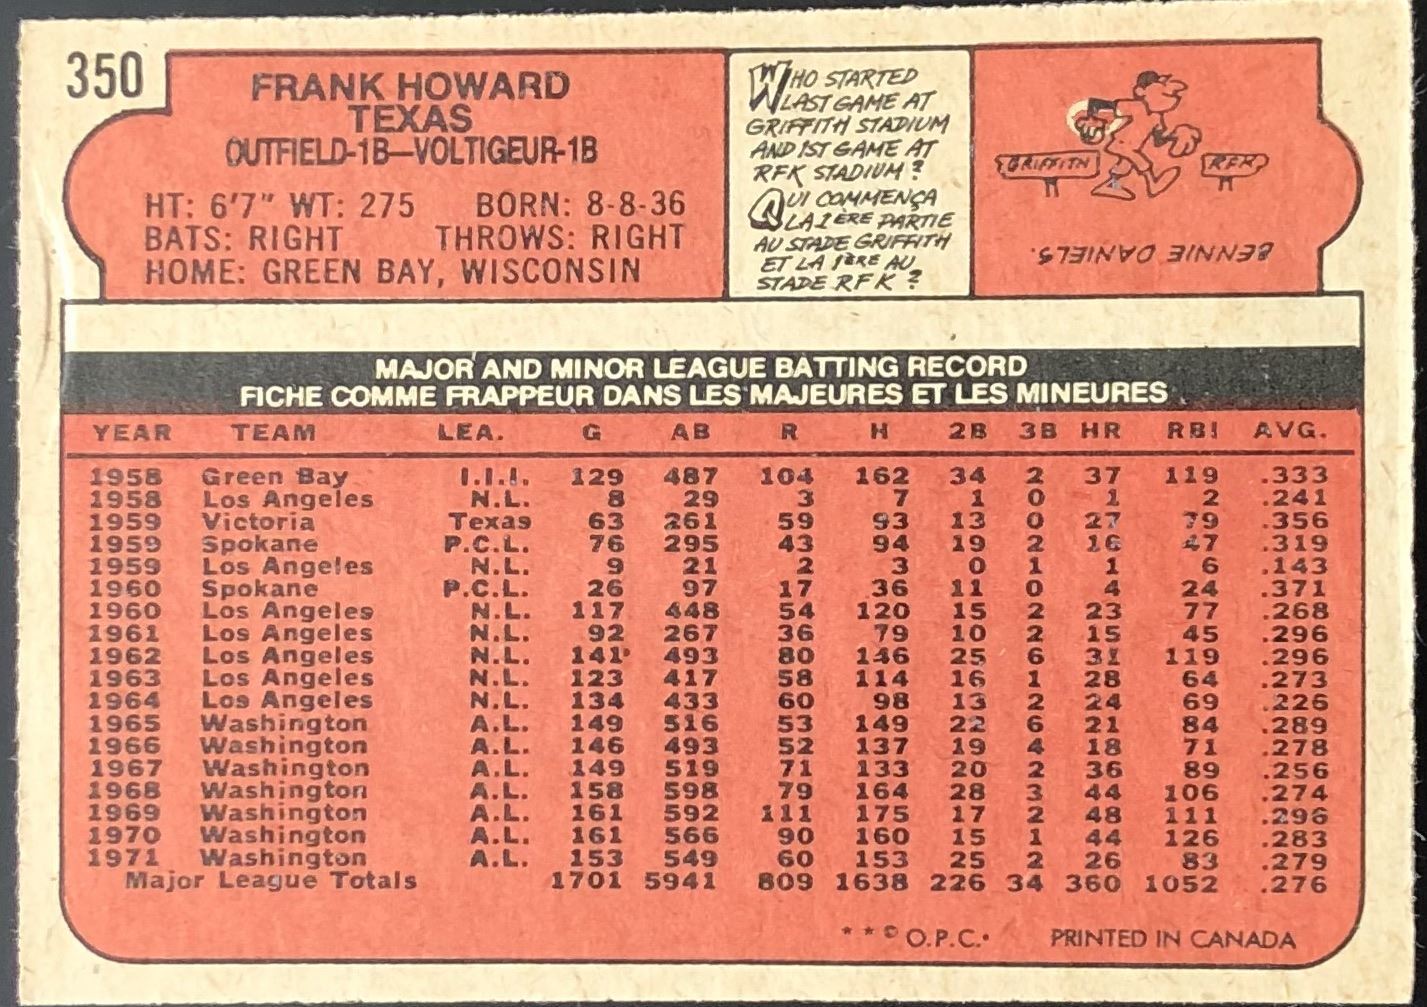 350
FRANK HOWARD
TEXAS
OUTFIELD-1B—VOLTIGEUR-1B
HT: 6'7" WT: 275 BORN: 8-8-36
BATS: RIGHT THROWS: RIGHT
HOME: GREEN BAY, WISCONSIN
WHO STARTED
LAST GAME AT
GRIFFITH STADIUM
AND 1ST GAME AT
RFK STADIUM?
QUI COMMENÇA
LA 1ÈRE PARTIE
AU STADE GRIFFITH
ET LA 1ÈRE AU
STADE RFK?
GRIFFITH
RFK
BENNIE DANIELS.
MAJOR AND MINOR LEAGUE BATTING RECORD
FICHE COMME FRAPPEUR DANS LES MAJEURES ET LES MINEURES
YEAR TEAM LEA. G AB R H 2B 3B HR RBI AVG.
1958 Green Bay I.I.I. 129 487 104 162 34 2 37 119 .333
1958 Los Angeles N.L. 8 29 3 7 1 0 1 2 .241
1959 Victoria Texas 63 261 59 93 13 0 27 79 .356
1959 Spokane P.C.L. 76 295 43 94 19 2 16 47 .319
1959 Los Angeles N.L. 9 21 2 3 0 1 1 6 .143
1960 Spokane P.C.L. 26 97 17 36 11 0 4 24 .371
1960 Los Angeles N.L. 117 448 54 120 15 2 23 77 .268
1961 Los Angeles N.L. 92 267 36 79 10 2 15 45 .296
1962 Los Angeles N.L. 141 493 80 146 25 6 31 119 .296
1963 Los Angeles N.L. 123 417 58 114 16 1 28 64 .273
1964 Los Angeles N.L. 134 433 60 98 13 2 24 69 .226
1965 Washington A.L. 149 516 53 149 22 6 21 84 .289
1966 Washington A.L. 146 493 52 137 19 4 18 71 .278
1967 Washington A.L. 149 519 71 133 20 2 36 89 .256
1968 Washington A.L. 158 598 79 164 28 3 44 106 .274
1969 Washington A.L. 161 592 111 175 17 2 48 111 .296
1970 Washington A.L. 161 566 90 160 15 1 44 126 .283
1971 Washington A.L. 153 549 60 153 25 2 26 83 .279
Major League Totals 1701 5941 809 1638 226 34 360 1052 .276
**© O.P.C. PRINTED IN CANADA